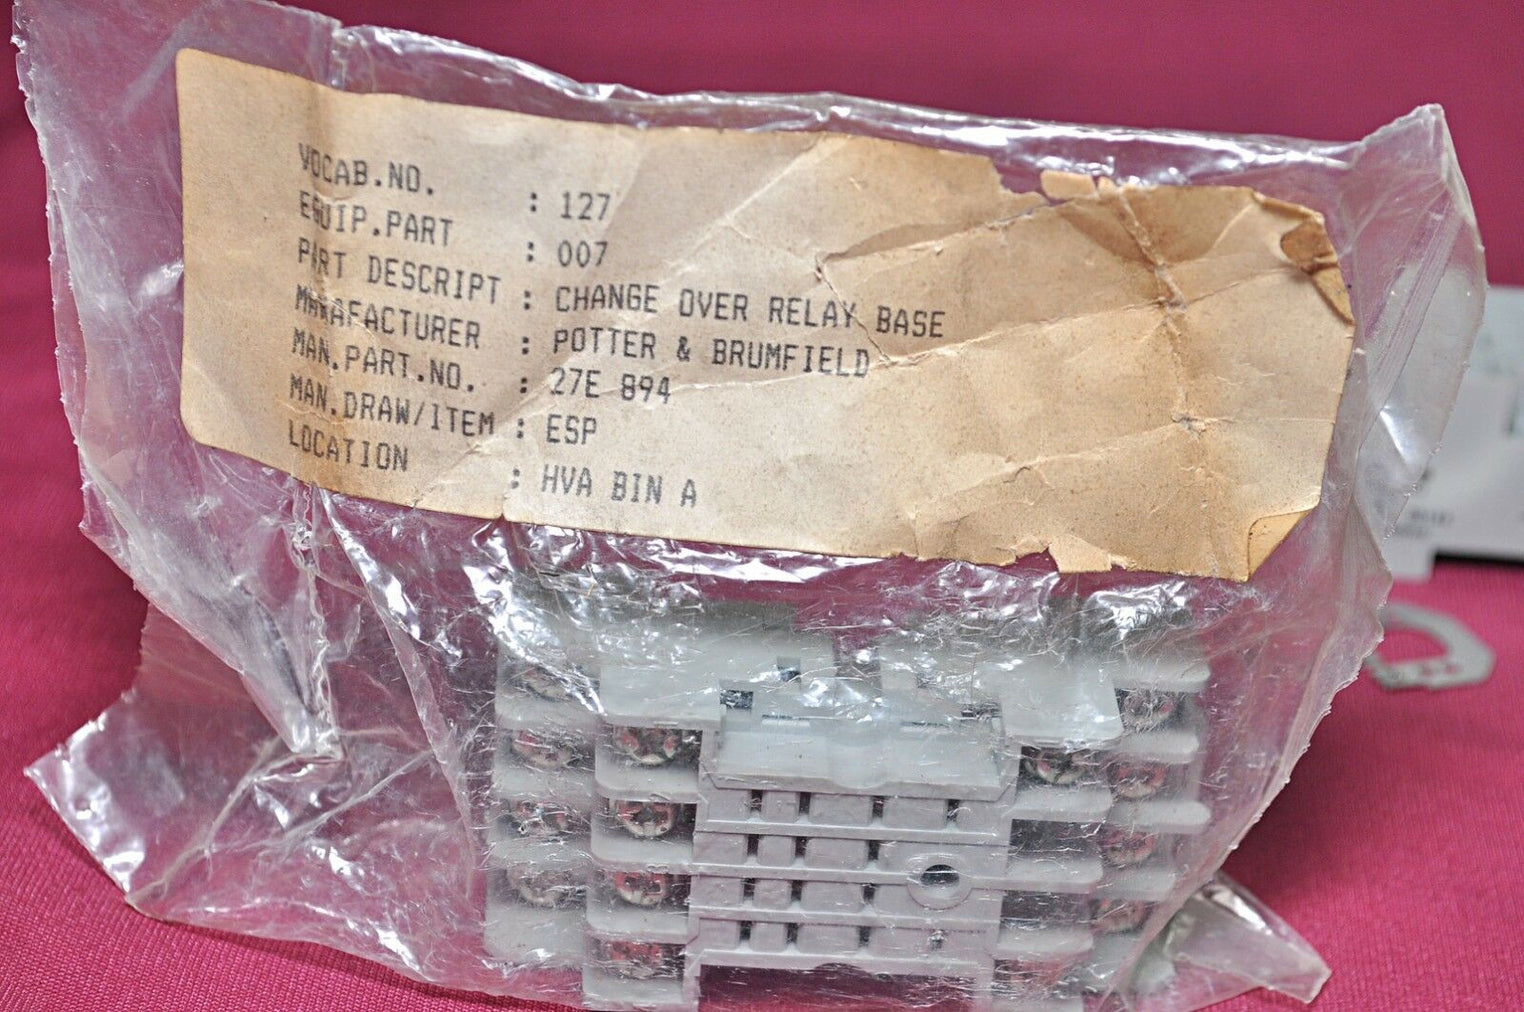 VOCAB.NO. : 127
EQUIP.PART : 007
PART DESCRIPT : CHANGE OVER RELAY BASE
MANAFACTURER : POTTER & BRUMFIELD
MAN.PART.NO. : 27E 894
MAN.DRAW/ITEM : ESP
LOCATION : HVA BIN A